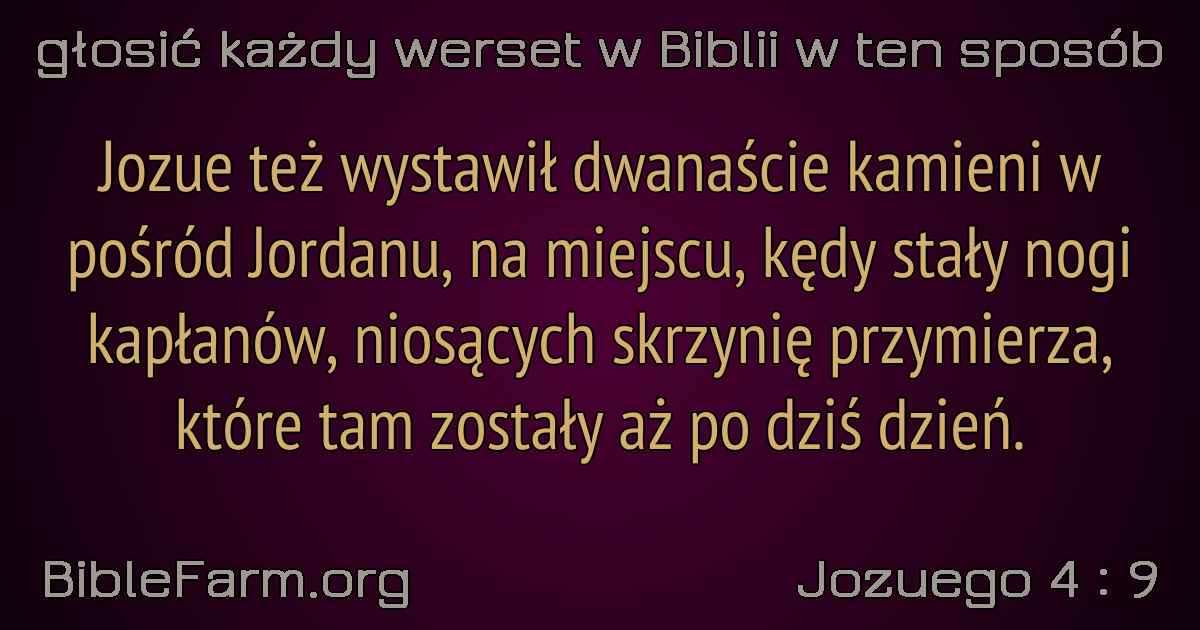 głosić każdy werset w Biblii w ten sposób
Jozue też wystawił dwanaście kamieni w
pośród Jordanu, na miejscu, kędy stały nogi
kapłanów, niosących skrzynię przymierza,
które tam zostały aż po dziś dzień.
BibleFarm.org
Jozuego 4 : 9